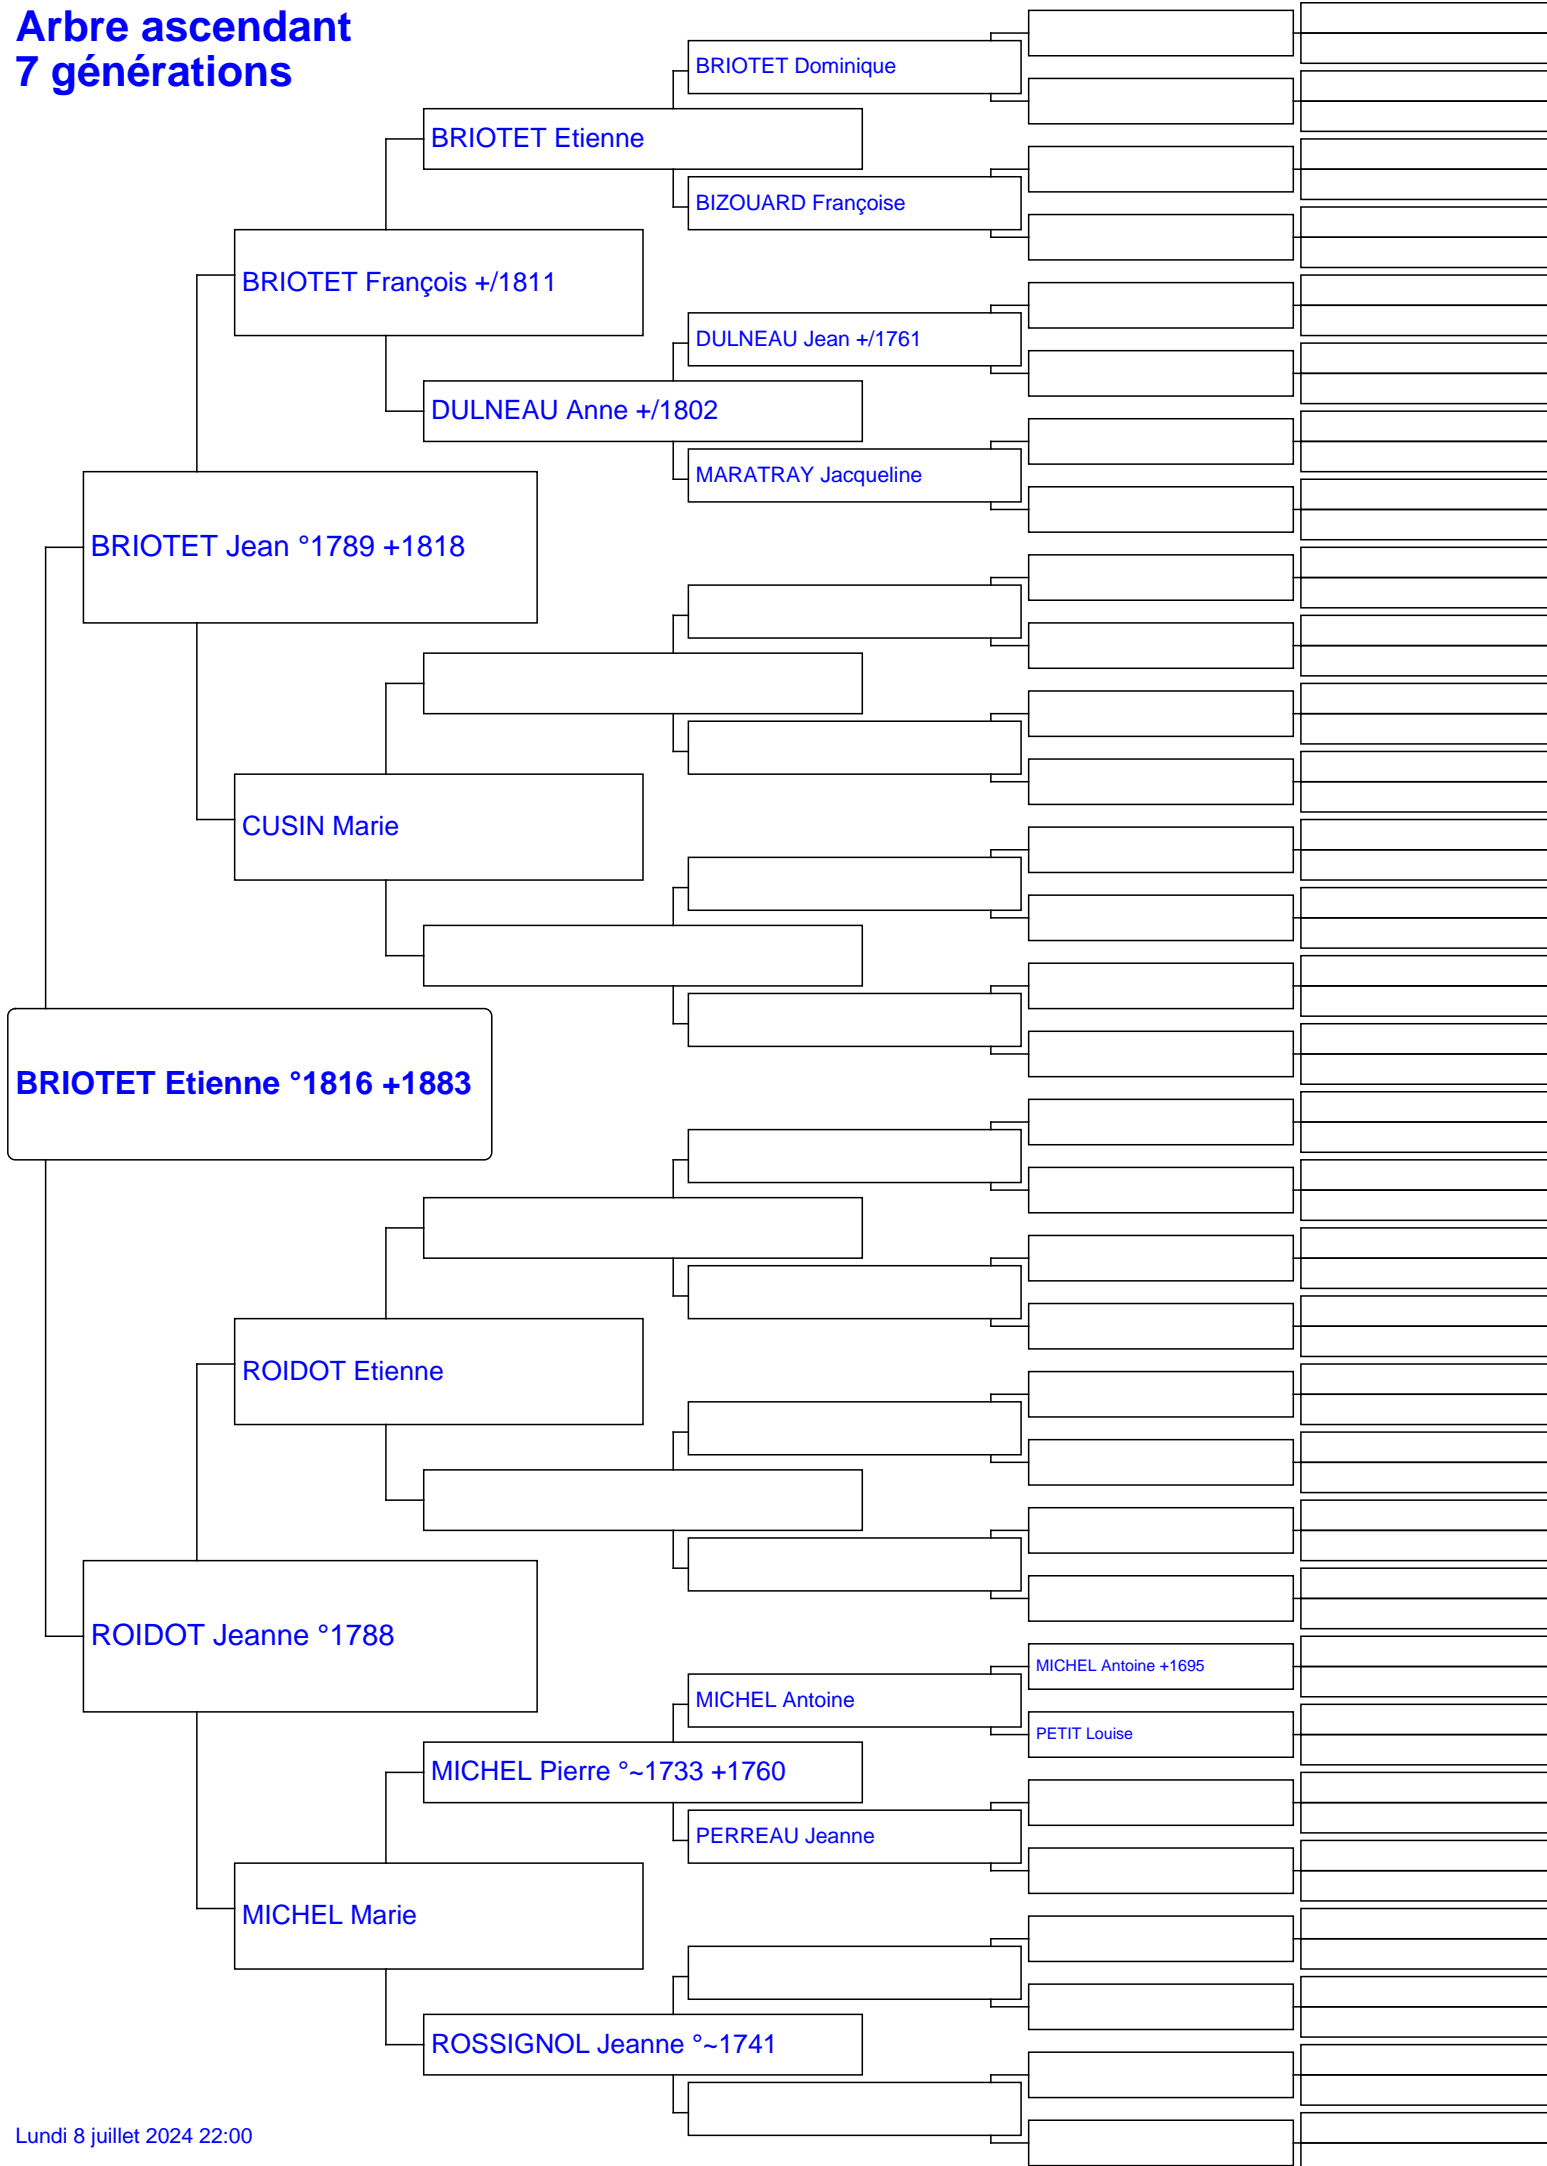 Arbre ascendant
7 générations
BRIOTET Dominique
BRIOTET Etienne
BIZOUARD Françoise
BRIOTET François +/1811
DULNEAU Jean +/1761
DULNEAU Anne +/1802
MARATRAY Jacqueline
BRIOTET Jean °1789 +1818
CUSIN Marie
BRIOTET Etienne °1816 +1883
ROIDOT Etienne
ROIDOT Jeanne °1788
MICHEL Antoine +1695
MICHEL Antoine
PETIT Louise
MICHEL Pierre °~1733 +1760
PERREAU Jeanne
MICHEL Marie
ROSSIGNOL Jeanne °~1741
Lundi 8 juillet 2024 22:00